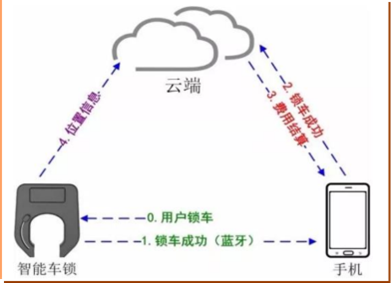 云端
4. 位置信息
2. 锁车成功
3. 费用结算
0. 用户锁车
1. 锁车成功（蓝牙）
智能车锁
手机